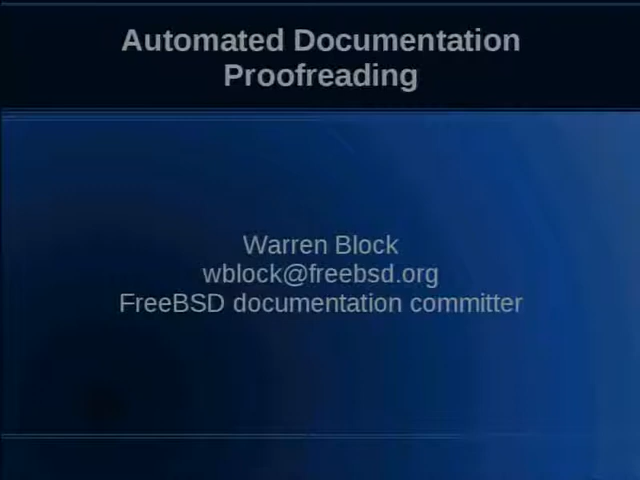 Automated Documentation
Proofreading
Warren Block
wblock@freebsd.org
FreeBSD documentation committer